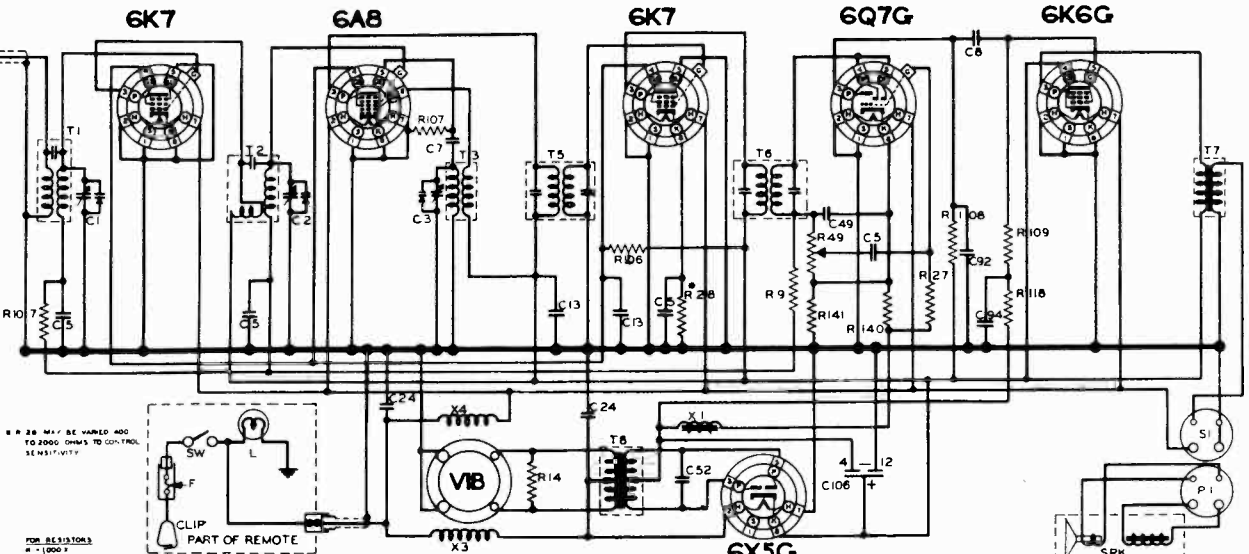 6K7
6A8
6K7
6Q7G
6K6G
C8
T1
R107
C7
T2
T3
T5
T6
T7
C1
C2
C3
C49
R49
C5
R108
R109
R106
C92
R27
R118
R9
R141
R140
C94
R107
C5
C5
C13
C13
C5
R28
C24
X4
C24
X1
S1
R 28 MAY BE VARIED 400
TO 2000 OHMS TO CONTROL
SENSITIVITY
SW
L
F
CLIP
PART OF REMOTE
VIB
R14
T8
C52
4
12
C106
+
P1
X3
6X5G
SPK
FOR RESISTORS